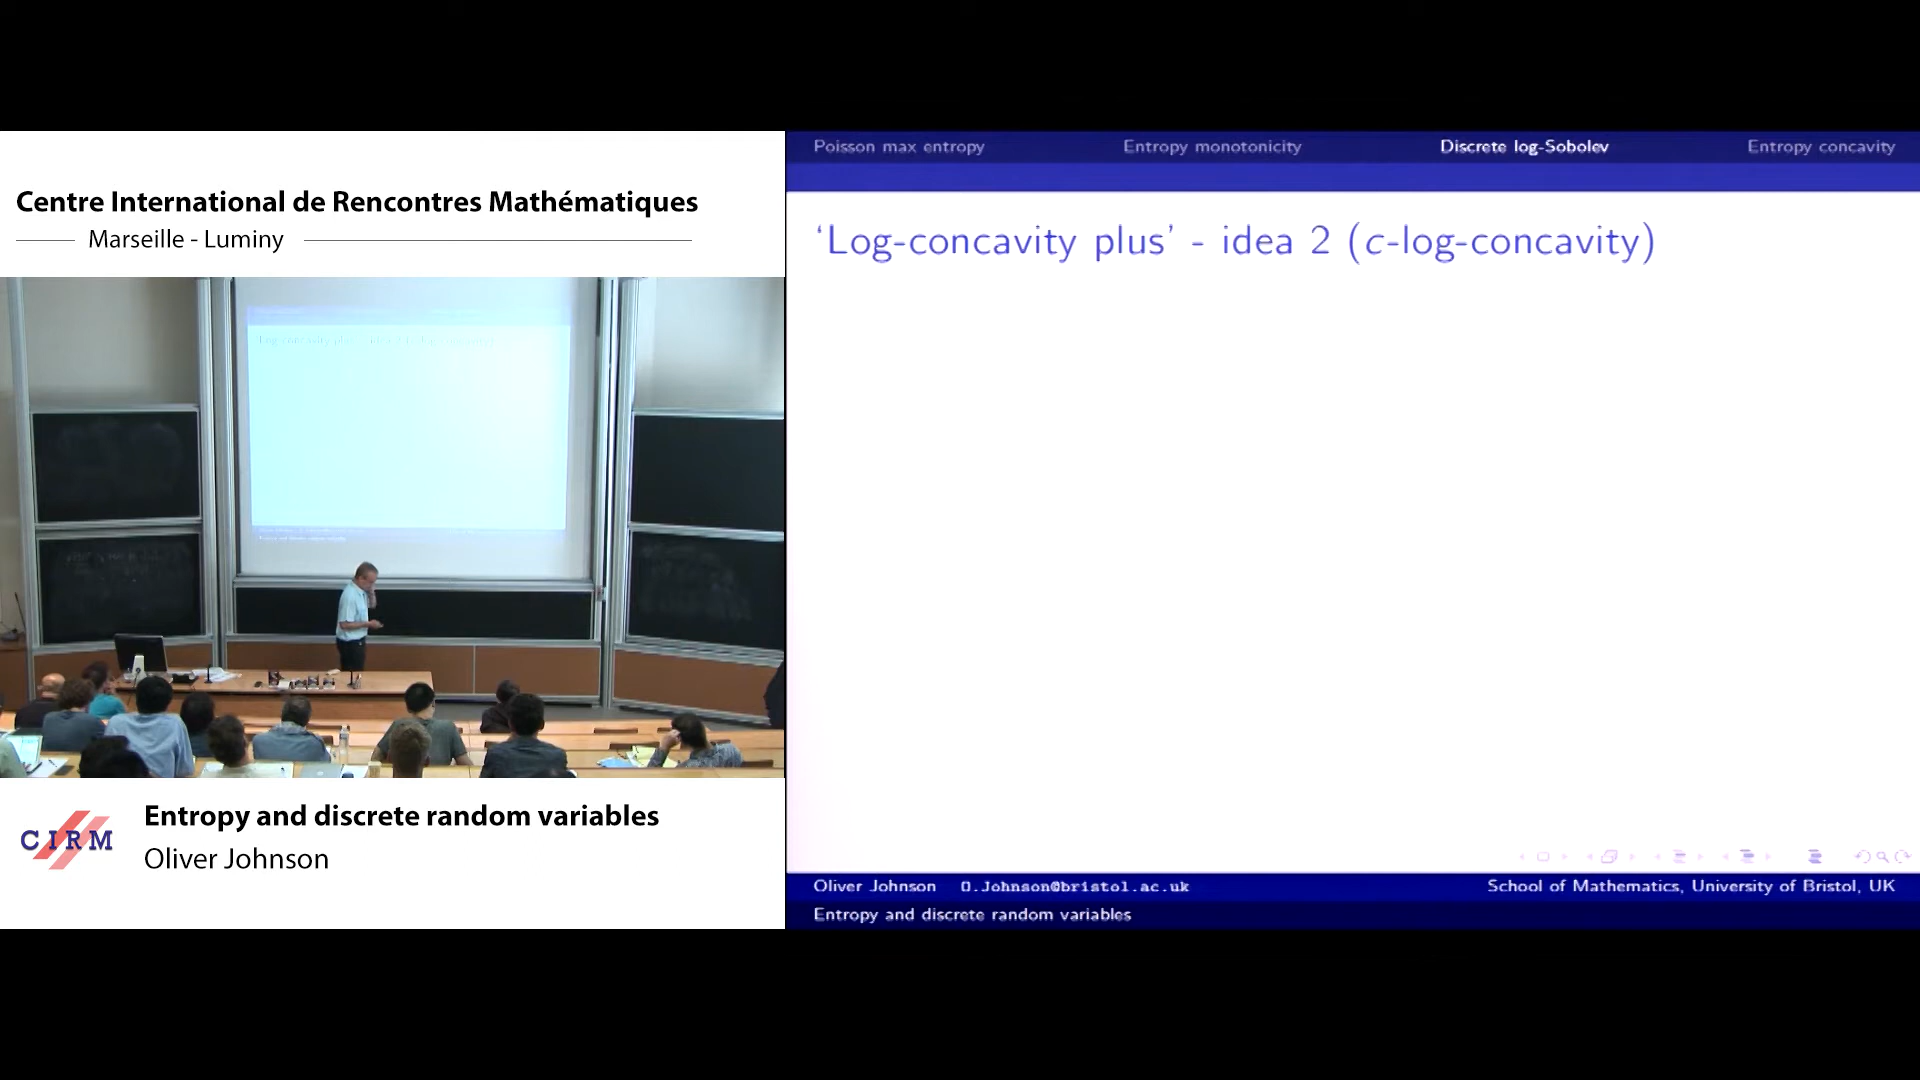 Centre International de Rencontres Mathématiques
Marseille - Luminy
CIRM
Entropy and discrete random variables
Oliver Johnson
Poisson max entropy Entropy monotonicity Discrete log-Sobolev Entropy concavity
‘Log-concavity plus’ - idea 2 (c-log-concavity)
Oliver Johnson O.Johnson@bristol.ac.uk School of Mathematics, University of Bristol, UK
Entropy and discrete random variables